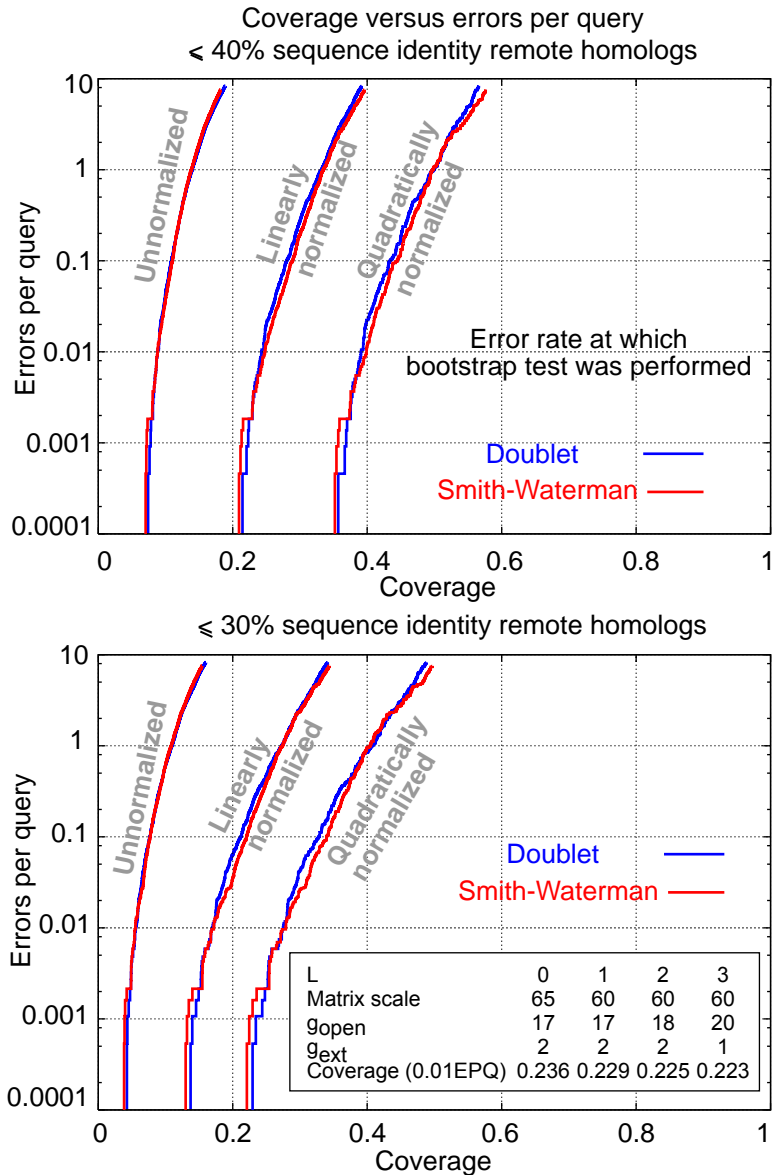 Coverage versus errors per query
⩽ 40% sequence identity remote homologs
10
1
0.1
0.01
0.001
0.0001
Errors per query
Unnormalized
Linearly
normalized
Quadratically
normalized
Error rate at which
bootstrap test was performed
Doublet
Smith-Waterman
0 0.2 0.4 0.6 0.8 1
Coverage
⩽ 30% sequence identity remote homologs
10
1
0.1
0.01
0.001
0.0001
Errors per query
Unnormalized
Linearly
normalized
Quadratically
normalized
Doublet
Smith-Waterman
L 0 1 2 3
Matrix scale 65 60 60 60
gopen 17 17 18 20
gext 2 2 2 1
Coverage (0.01EPQ) 0.236 0.229 0.225 0.223
0 0.2 0.4 0.6 0.8 1
Coverage